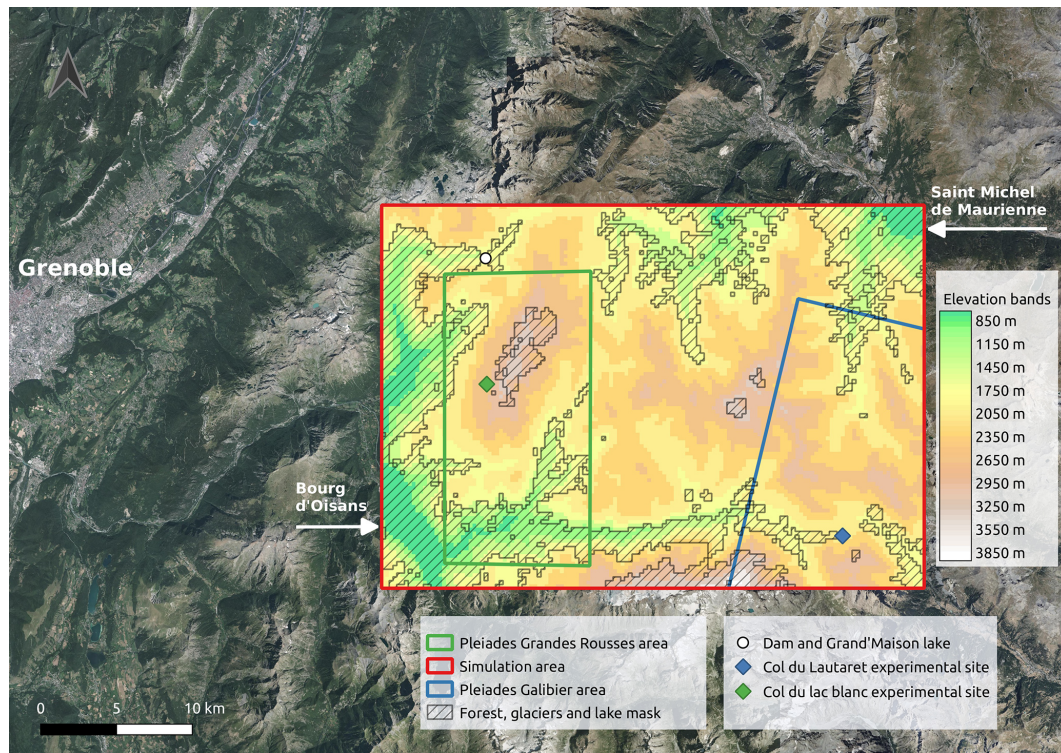 Saint Michel
de Maurienne
Grenoble
Elevation bands
850 m
1150 m
1450 m
1750 m
2050 m
2350 m
2650 m
2950 m
3250 m
3550 m
3850 m
Bourg
d'Oisans
Pleiades Grandes Rousses area
Simulation area
Pleiades Galibier area
Forest, glaciers and lake mask
Dam and Grand'Maison lake
Col du Lautaret experimental site
Col du lac blanc experimental site
0 5 10 km